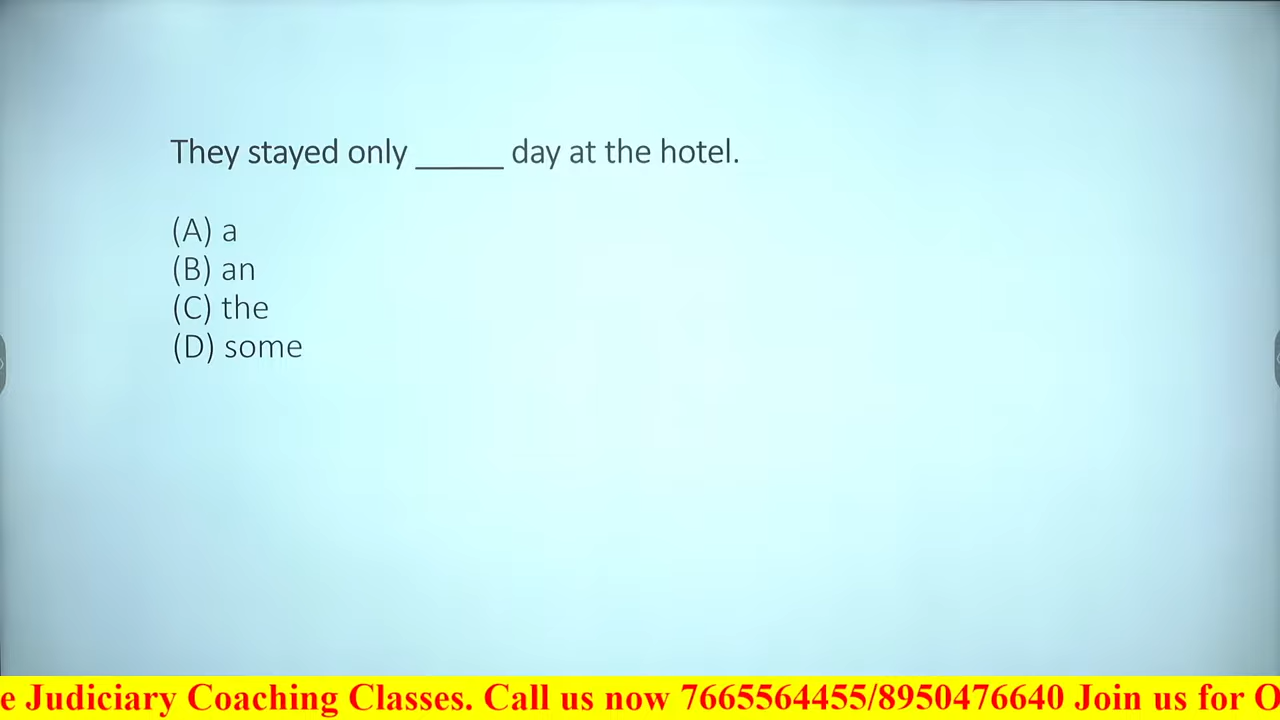 They stayed only _____ day at the hotel.
(A) a
(B) an
(C) the
(D) some
e Judiciary Coaching Classes. Call us now 7665564455/8950476640 Join us for O